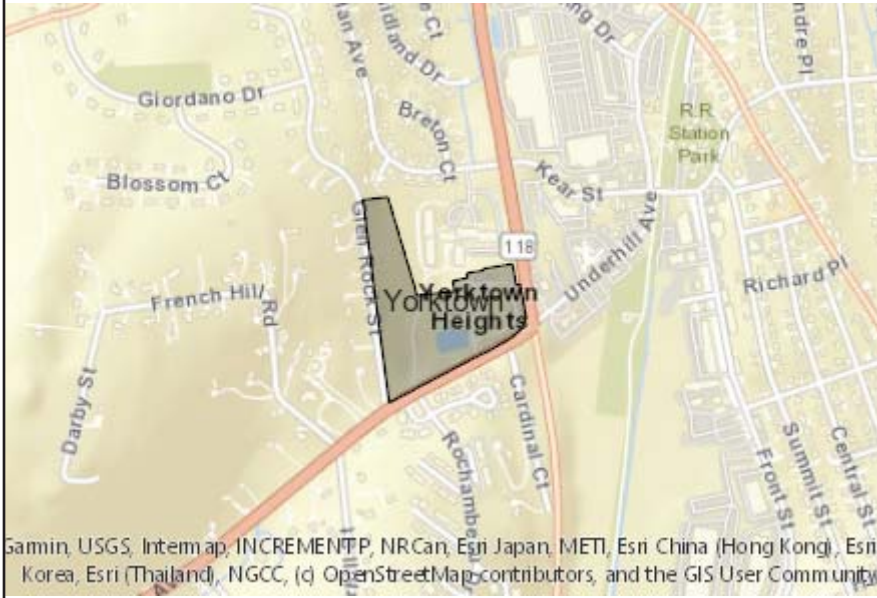 Giordano Dr
Breton Ct
Blossom Ct
Kear St
R.R.
Station
Park
118
Underhill Ave
Richard Pl
Glen Rock St
French Hill
Rd
Yorktown
Yorktown
Heights
Darby St
Cardinal Ct
Front St
Summit St
Central St
Garmin, USGS, Intermap, INCREMENT P, NRCan, Esri Japan, METI, Esri China (Hong Kong), Esri
Korea, Esri (Thailand), NGCC, (c) OpenStreetMap contributors, and the GIS User Community